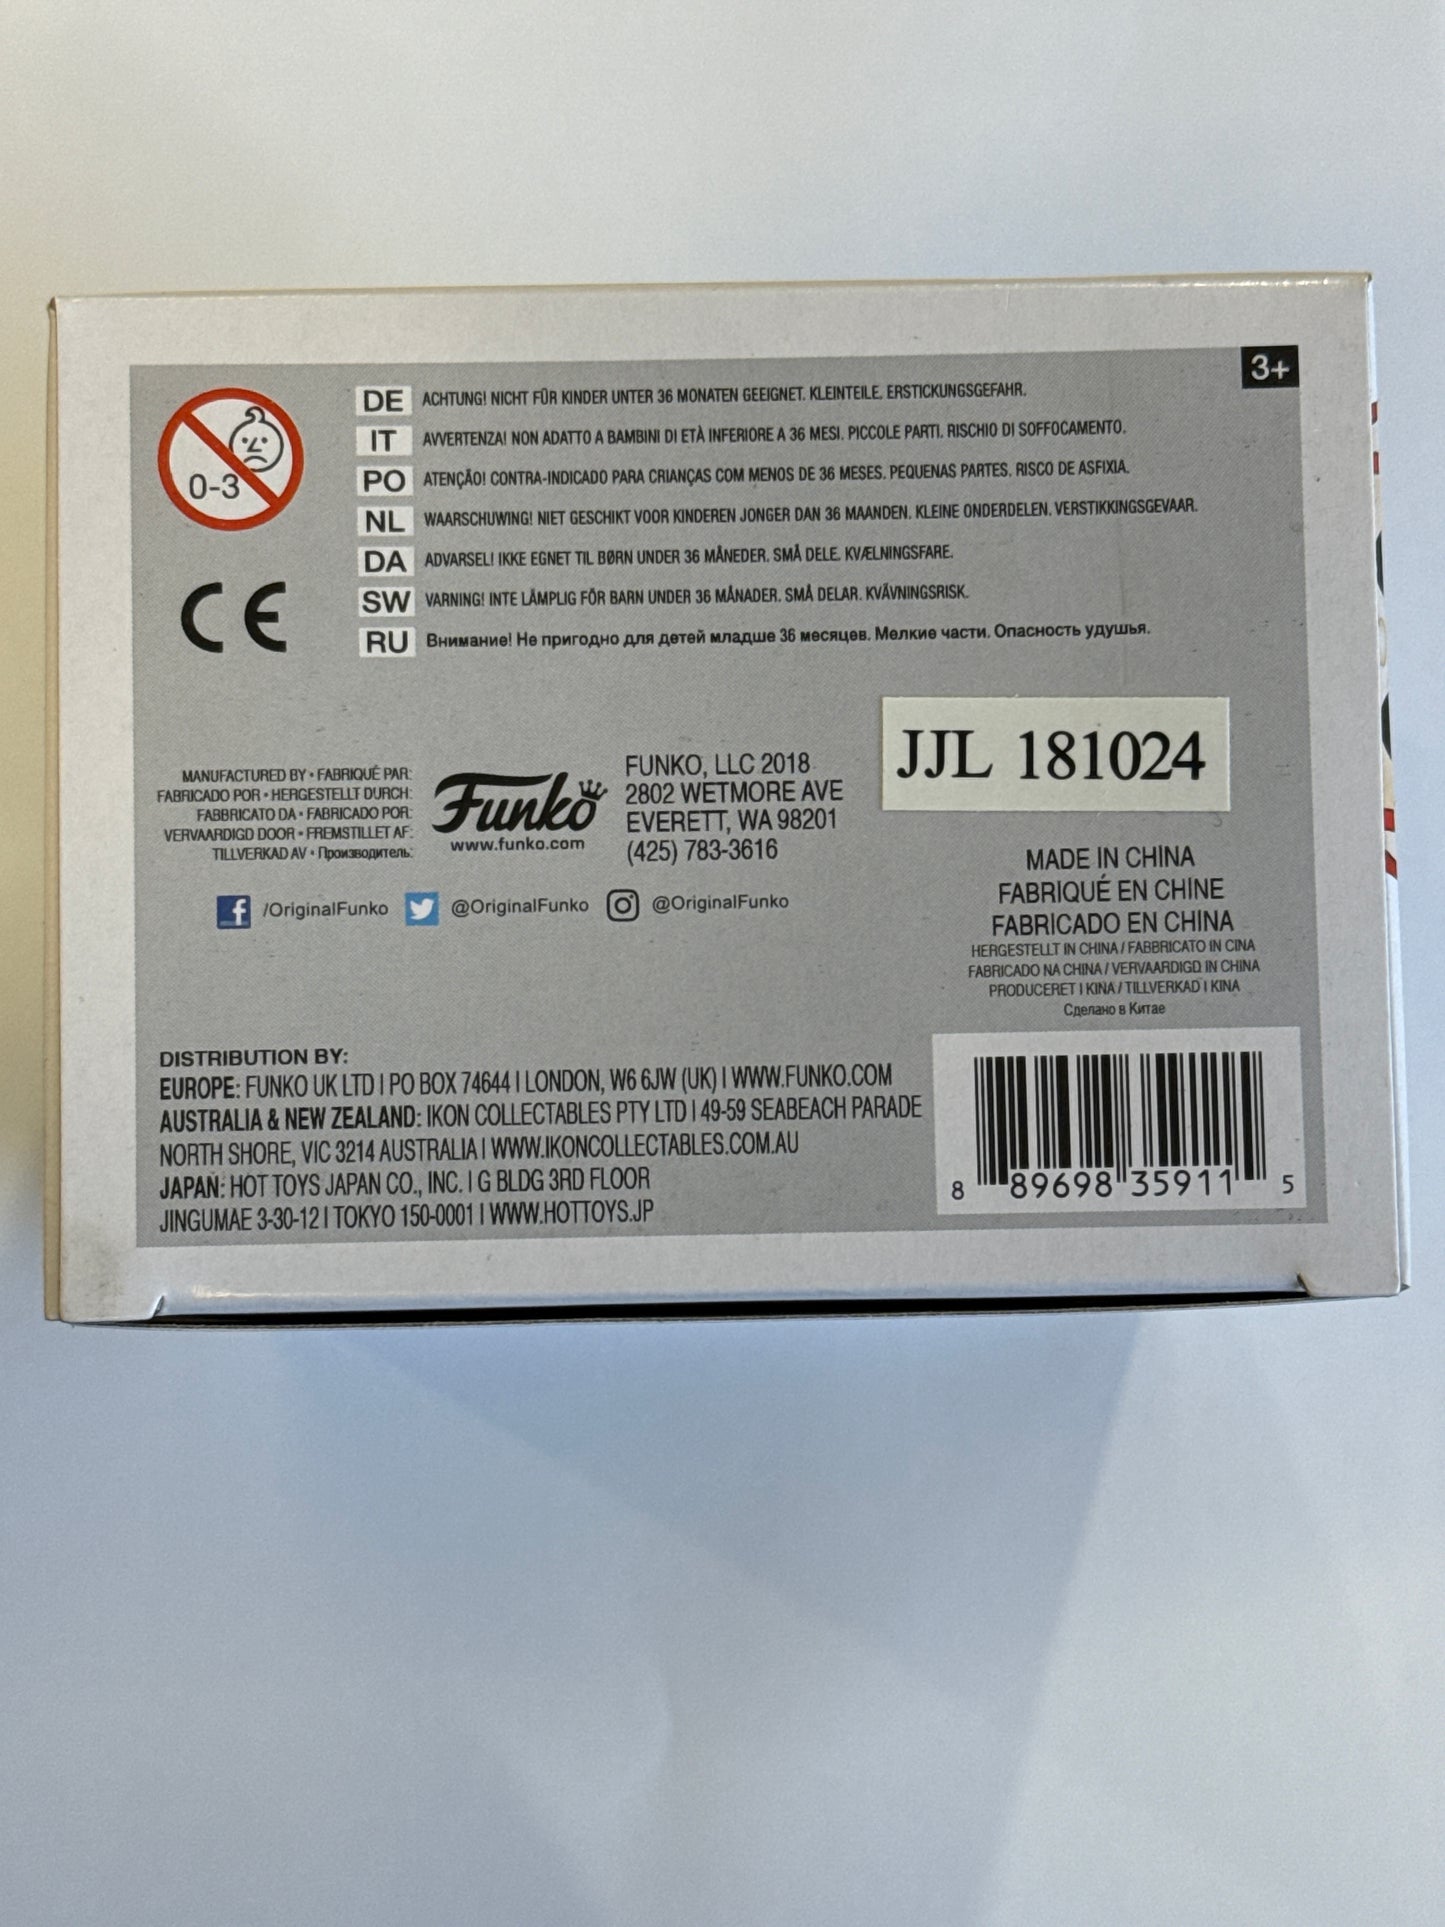 3+
0-3
DE ACHTUNG! NICHT FÜR KINDER UNTER 36 MONATEN GEEIGNET. KLEINTEILE. ERSTICKUNGSGEFAHR.
IT AVVERTENZA! NON ADATTO A BAMBINI DI ETÀ INFERIORE A 36 MESI. PICCOLE PARTI. RISCHIO DI SOFFOCAMENTO.
PO ATENÇÃO! CONTRA-INDICADO PARA CRIANÇAS COM MENOS DE 36 MESES. PEQUENAS PARTES. RISCO DE ASFIXIA.
NL WAARSCHUWING! NIET GESCHIKT VOOR KINDEREN JONGER DAN 36 MAANDEN. KLEINE ONDERDELEN. VERSTIKKINGSGEVAAR.
DA ADVARSEL! IKKE EGNET TIL BØRN UNDER 36 MÅNEDER. SMÅ DELE. KVÆLNINGSFARE.
SW VARNING! INTE LÄMPLIG FÖR BARN UNDER 36 MÅNADER. SMÅ DELAR. KVÄVNINGSRISK.
RU Внимание! Не пригодно для детей младше 36 месяцев. Мелкие части. Опасность удушья.
CE
MANUFACTURED BY • FABRIQUÉ PAR:
FABRICADO POR • HERGESTELLT DURCH:
FABBRICATO DA • FABRICADO POR:
VERVAARDIGD DOOR • FREMSTILLET AF:
TILLVERKAD AV • Производитель:
Funko
www.funko.com
FUNKO, LLC 2018
2802 WETMORE AVE
EVERETT, WA 98201
(425) 783-3616
JJL 181024
/OriginalFunko @OriginalFunko @OriginalFunko
MADE IN CHINA
FABRIQUÉ EN CHINE
FABRICADO EN CHINA
HERGESTELLT IN CHINA / FABBRICATO IN CINA
FABRICADO NA CHINA / VERVAARDIGD IN CHINA
PRODUCERET I KINA / TILLVERKAD I KINA
Сделано в Китае
DISTRIBUTION BY:
EUROPE: FUNKO UK LTD | PO BOX 74644 | LONDON, W6 6JW (UK) | WWW.FUNKO.COM
AUSTRALIA & NEW ZEALAND: IKON COLLECTABLES PTY LTD | 49-59 SEABEACH PARADE
NORTH SHORE, VIC 3214 AUSTRALIA | WWW.IKONCOLLECTABLES.COM.AU
JAPAN: HOT TOYS JAPAN CO., INC. | G BLDG 3RD FLOOR
JINGUMAE 3-30-12 | TOKYO 150-0001 | WWW.HOTTOYS.JP
8 89698 35911 5